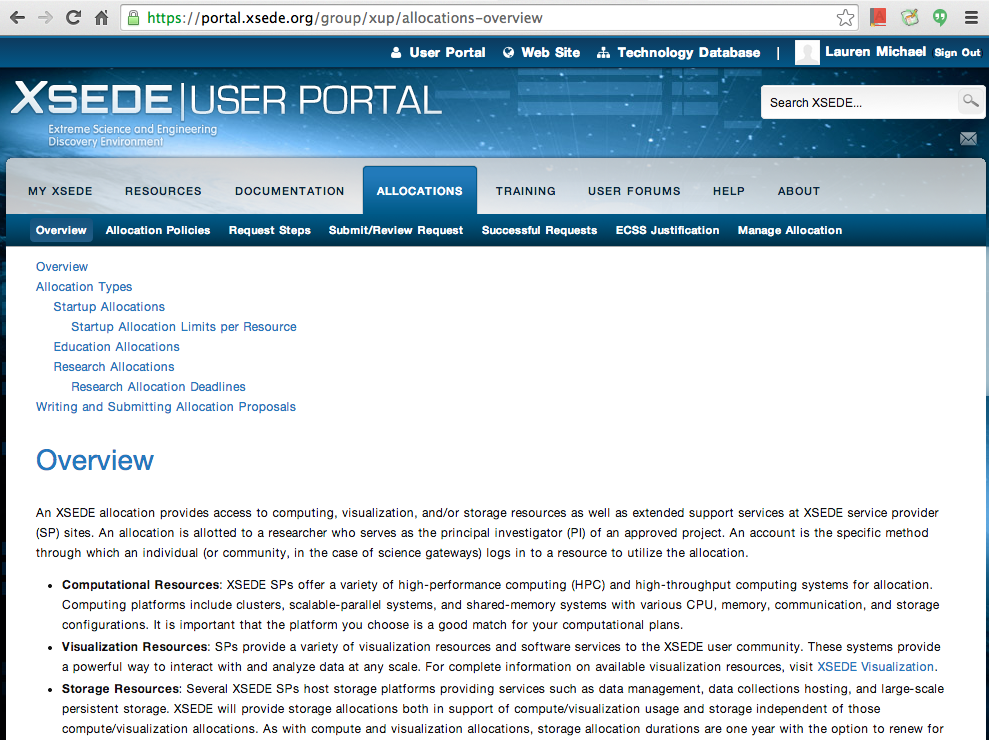 https://portal.xsede.org/group/xup/allocations-overview
User Portal Web Site Technology Database | Lauren Michael Sign Out
XSEDE|USER PORTAL
Extreme Science and Engineering
Discovery Environment
Search XSEDE...
MY XSEDE RESOURCES DOCUMENTATION ALLOCATIONS TRAINING USER FORUMS HELP ABOUT
Overview Allocation Policies Request Steps Submit/Review Request Successful Requests ECSS Justification Manage Allocation
Overview
Allocation Types
Startup Allocations
Startup Allocation Limits per Resource
Education Allocations
Research Allocations
Research Allocation Deadlines
Writing and Submitting Allocation Proposals
Overview
An XSEDE allocation provides access to computing, visualization, and/or storage resources as well as extended support services at XSEDE service provider
(SP) sites. An allocation is allotted to a researcher who serves as the principal investigator (PI) of an approved project. An account is the specific method
through which an individual (or community, in the case of science gateways) logs in to a resource to utilize the allocation.
• Computational Resources: XSEDE SPs offer a variety of high-performance computing (HPC) and high-throughput computing systems for allocation.
Computing platforms include clusters, scalable-parallel systems, and shared-memory systems with various CPU, memory, communication, and storage
configurations. It is important that the platform you choose is a good match for your computational plans.
• Visualization Resources: SPs provide a variety of visualization resources and software services to the XSEDE user community. These systems provide
a powerful way to interact with and analyze data at any scale. For complete information on available visualization resources, visit XSEDE Visualization.
• Storage Resources: Several XSEDE SPs host storage platforms providing services such as data management, data collections hosting, and large-scale
persistent storage. XSEDE will provide storage allocations both in support of compute/visualization usage and storage independent of those
compute/visualization allocations. As with compute and visualization allocations, storage allocation durations are one year with the option to renew for